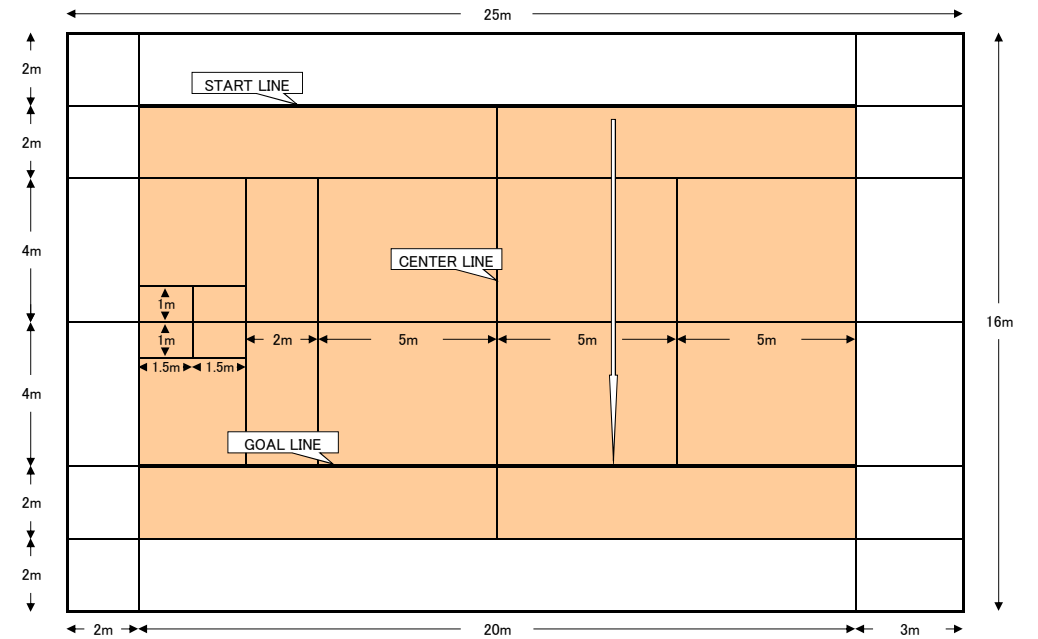 25m
2m
START LINE
2m
4m
CENTER LINE
1m
16m
1m
2m
5m
5m
5m
1.5m
1.5m
4m
GOAL LINE
2m
2m
2m
20m
3m